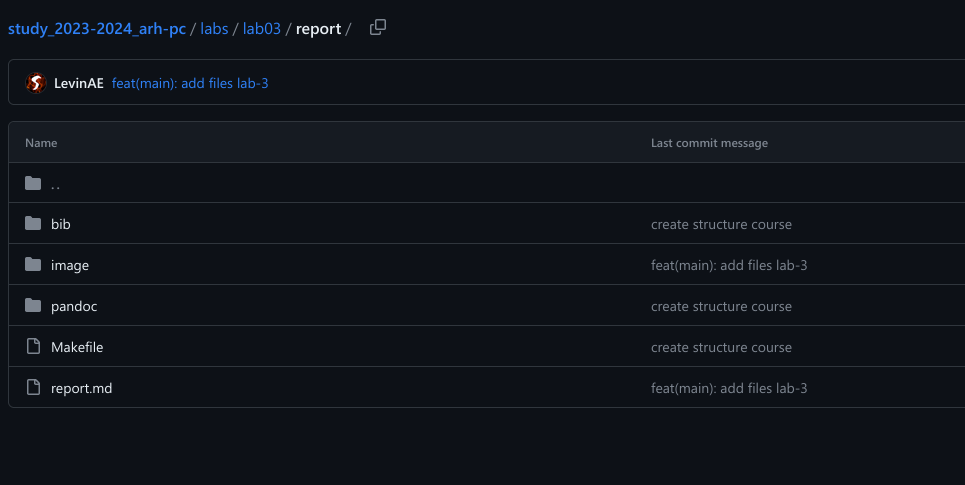 study_2023-2024_arh-pc / labs / lab03 / report /
LevinAE feat(main): add files lab-3
Name Last commit message
..
bib create structure course
image feat(main): add files lab-3
pandoc create structure course
Makefile create structure course
report.md feat(main): add files lab-3